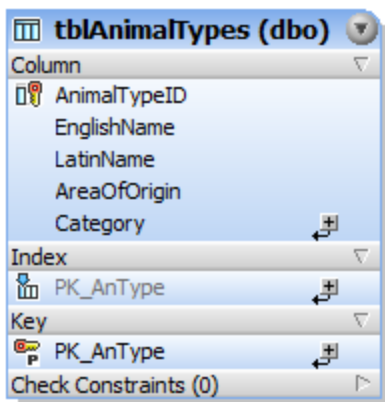 tblAnimalTypes (dbo)
Column
AnimalTypeID
EnglishName
LatinName
AreaOfOrigin
Category
Index
PK_AnType
Key
P PK_AnType
Check Constraints (0)